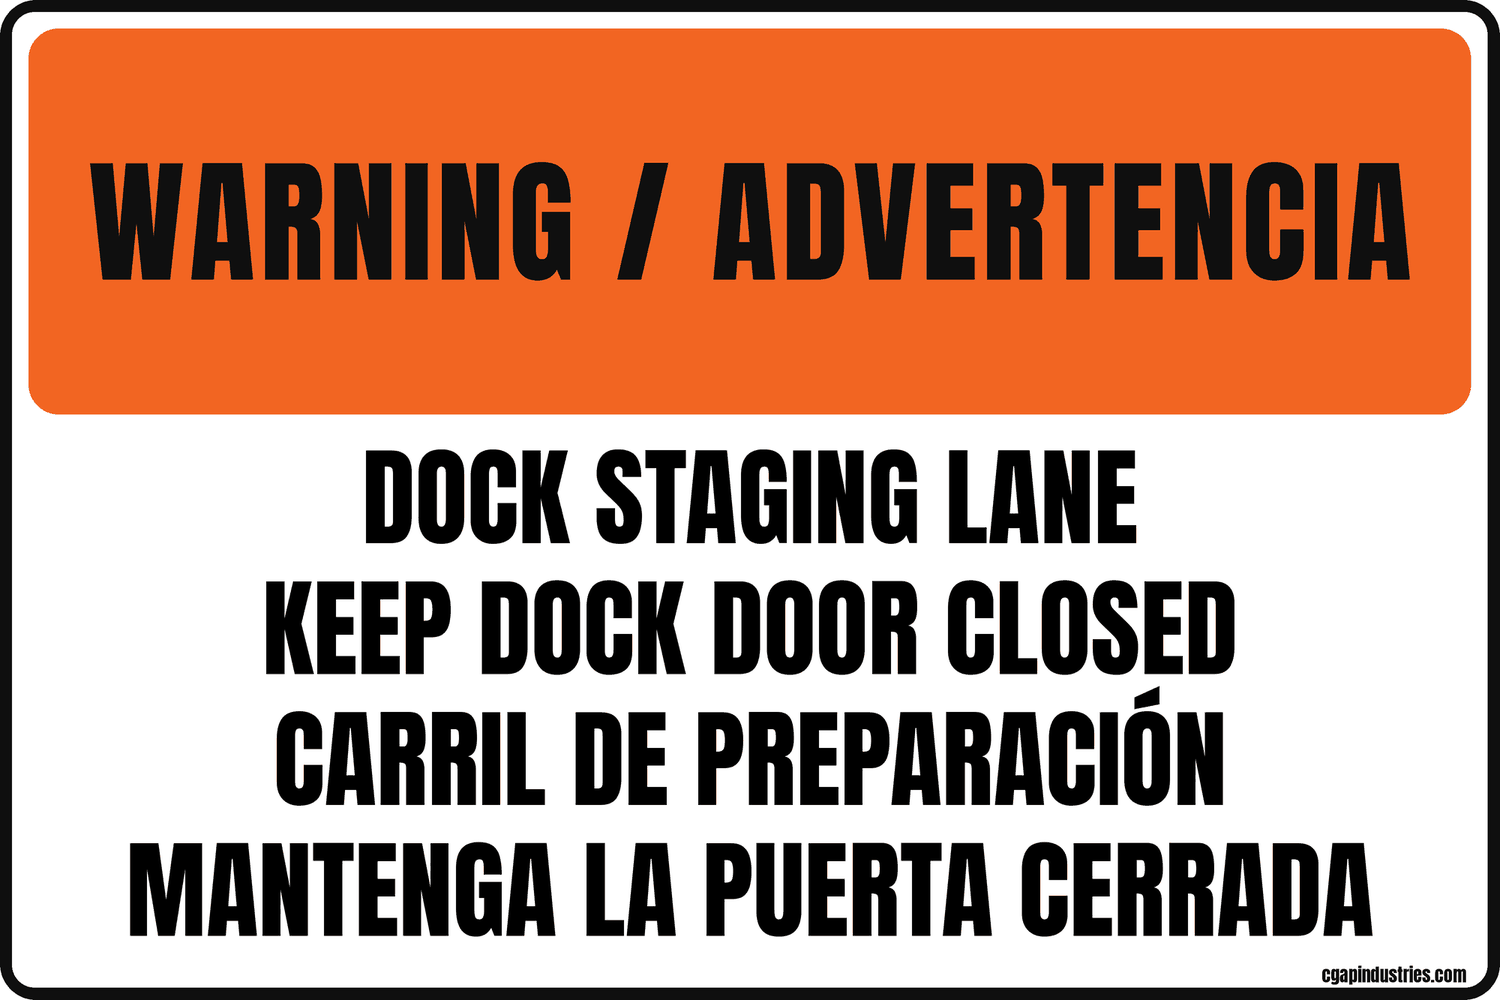 WARNING / ADVERTENCIA
DOCK STAGING LANE
KEEP DOCK DOOR CLOSED
CARRIL DE PREPARACIÓN
MANTENGA LA PUERTA CERRADA
cgapindustries.com